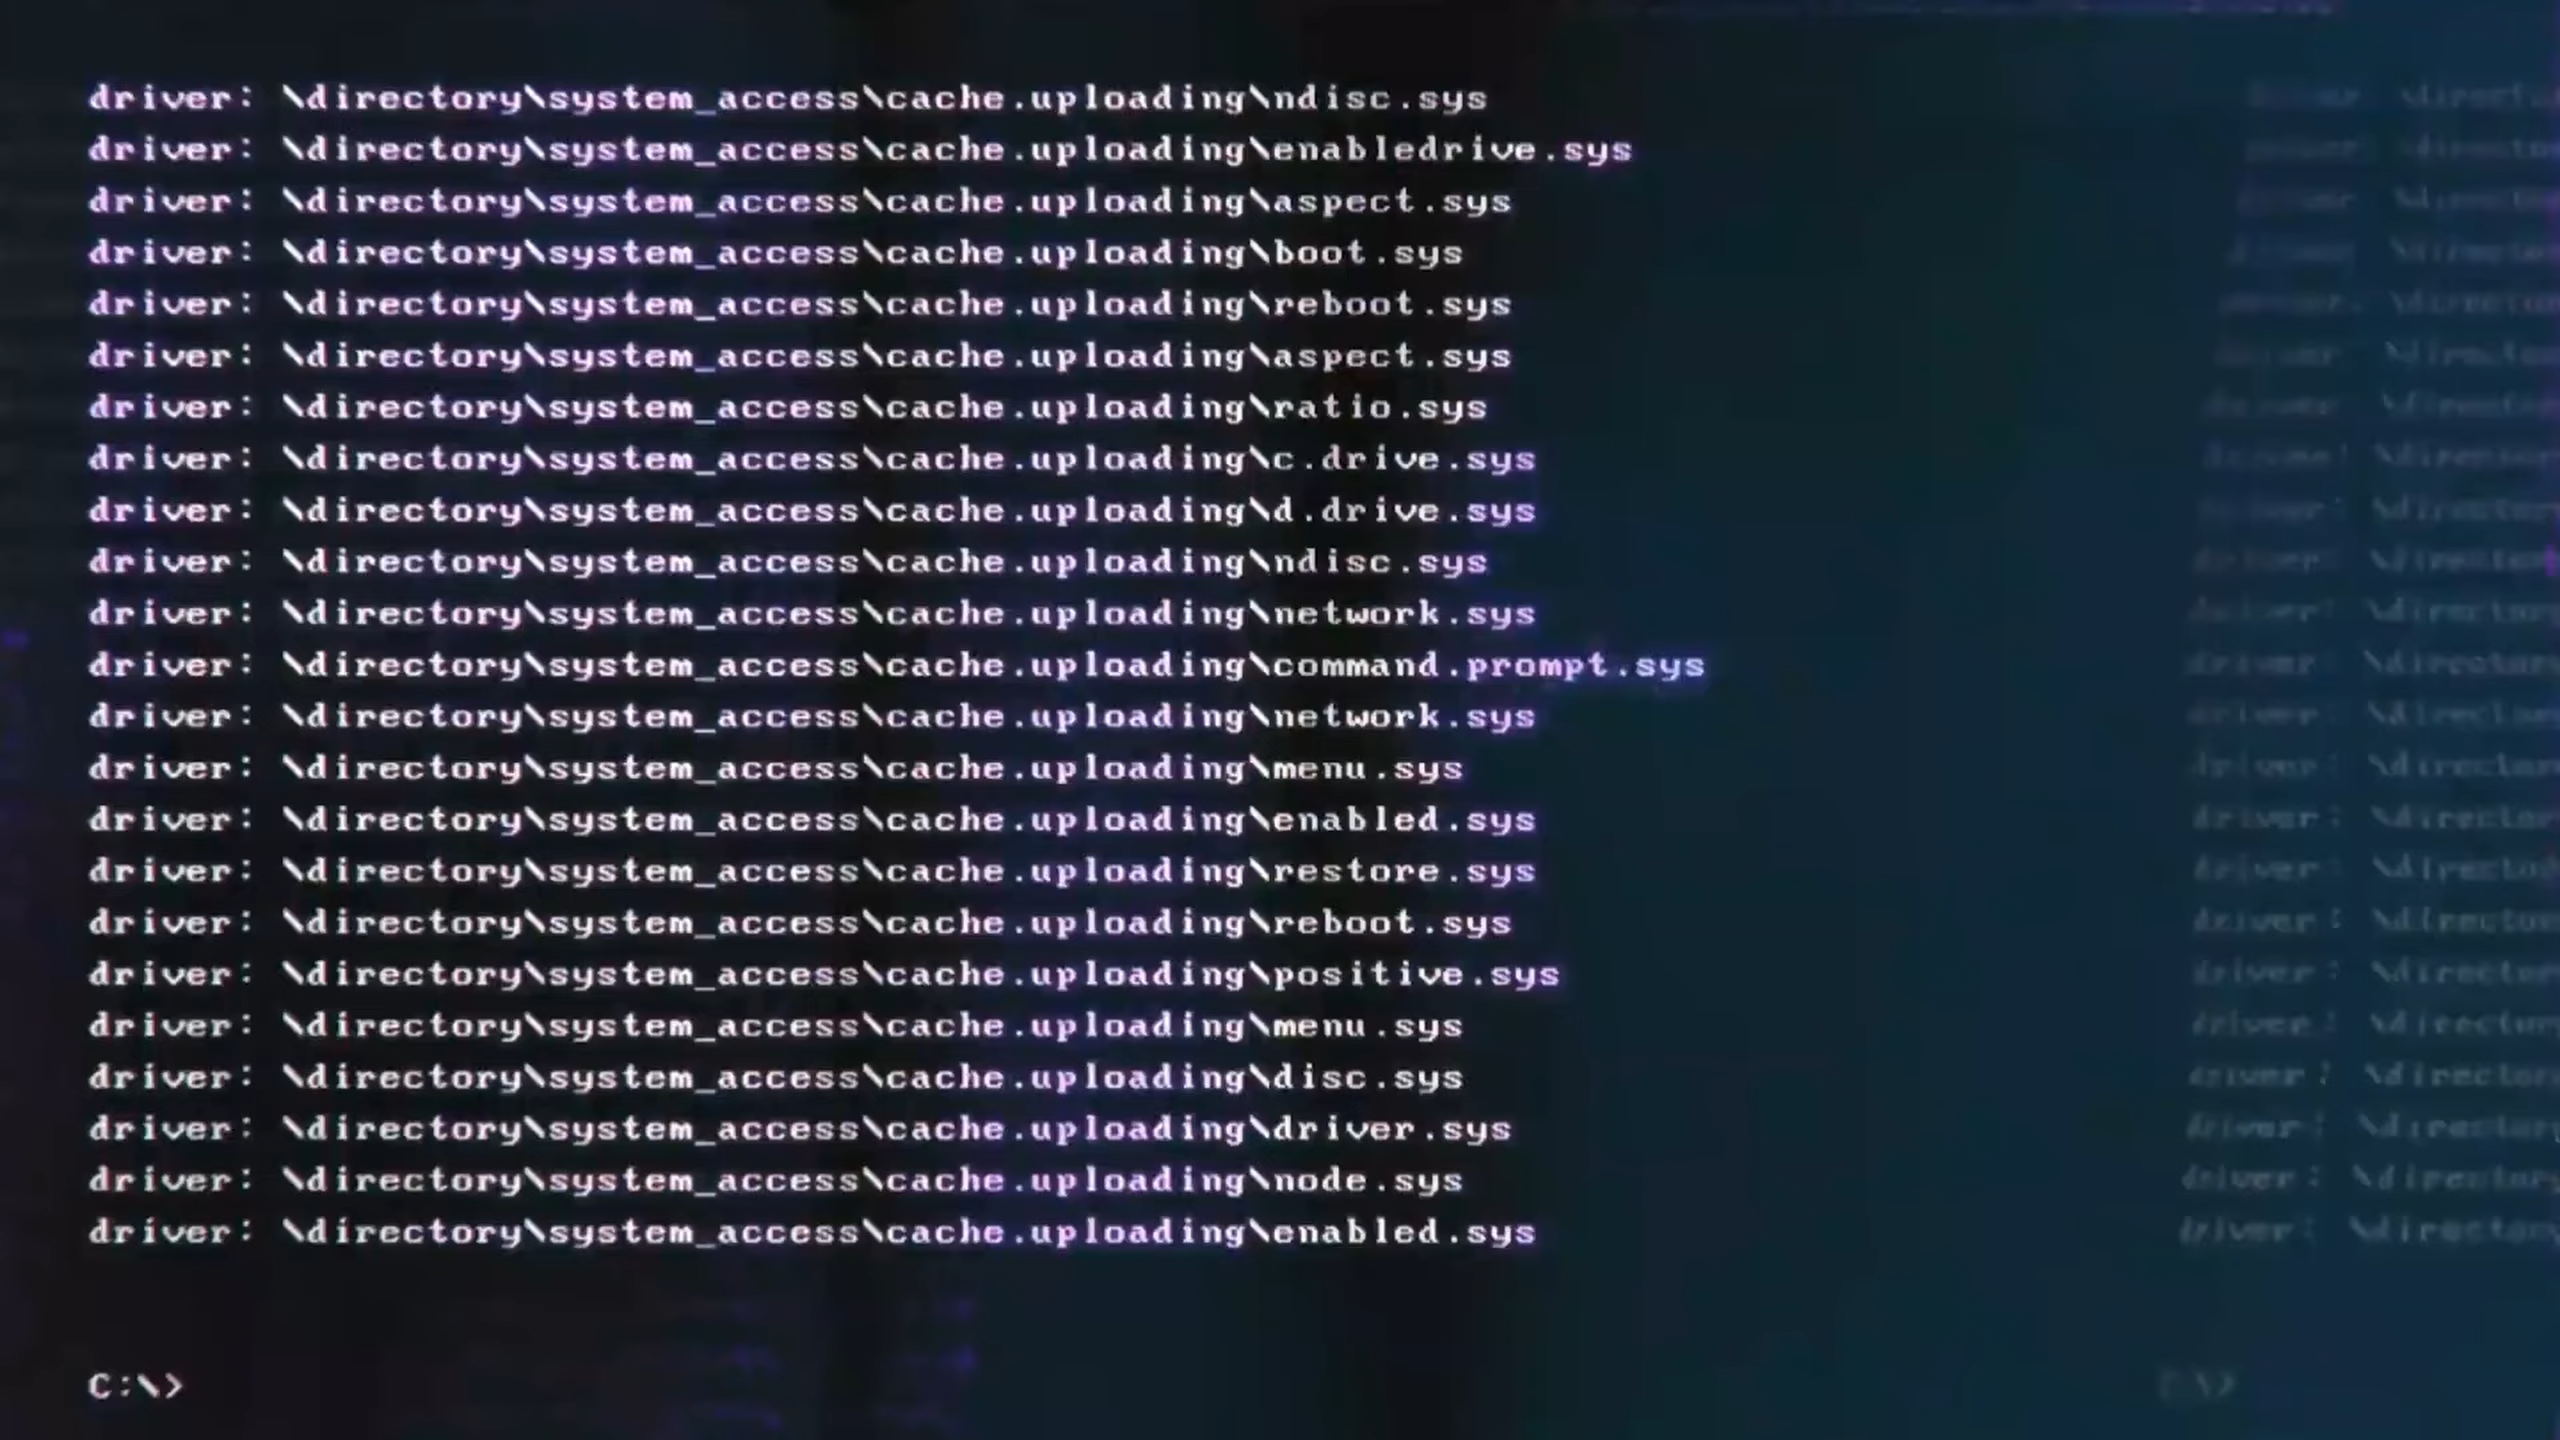 driver: \directory\system_access\cache.uploading\ndisc.sys
driver: \directory\system_access\cache.uploading\enabledrive.sys
driver: \directory\system_access\cache.uploading\aspect.sys
driver: \directory\system_access\cache.uploading\boot.sys
driver: \directory\system_access\cache.uploading\reboot.sys
driver: \directory\system_access\cache.uploading\aspect.sys
driver: \directory\system_access\cache.uploading\ratio.sys
driver: \directory\system_access\cache.uploading\c.drive.sys
driver: \directory\system_access\cache.uploading\d.drive.sys
driver: \directory\system_access\cache.uploading\ndisc.sys
driver: \directory\system_access\cache.uploading\network.sys
driver: \directory\system_access\cache.uploading\command.prompt.sys
driver: \directory\system_access\cache.uploading\network.sys
driver: \directory\system_access\cache.uploading\menu.sys
driver: \directory\system_access\cache.uploading\enabled.sys
driver: \directory\system_access\cache.uploading\restore.sys
driver: \directory\system_access\cache.uploading\reboot.sys
driver: \directory\system_access\cache.uploading\positive.sys
driver: \directory\system_access\cache.uploading\menu.sys
driver: \directory\system_access\cache.uploading\disc.sys
driver: \directory\system_access\cache.uploading\driver.sys
driver: \directory\system_access\cache.uploading\node.sys
driver: \directory\system_access\cache.uploading\enabled.sys
C:\>